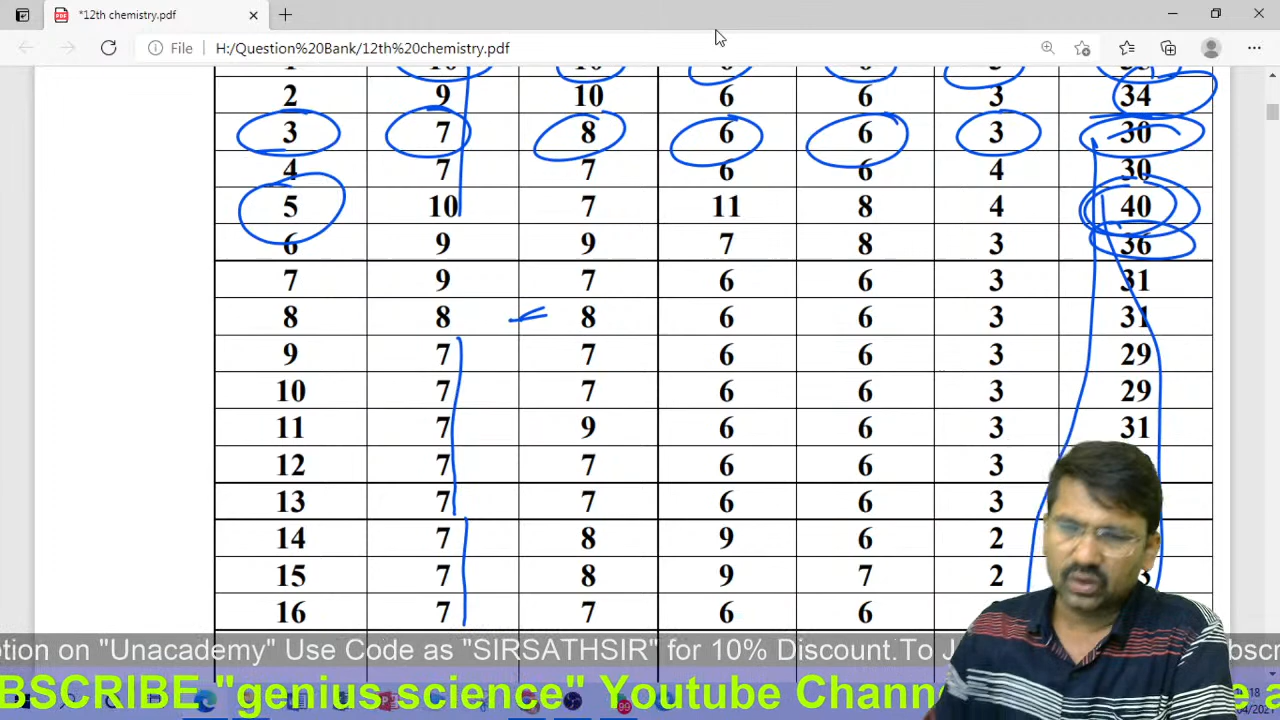 *12th chemistry.pdf
File H:/Question%20Bank/12th%20chemistry.pdf
2 9 10 6 6 3 34
3 7 8 6 6 3 30
4 7 7 6 6 4 30
5 10 7 11 8 4 40
6 9 9 7 8 3 36
7 9 7 6 6 3 31
8 8 8 6 6 3 31
9 7 7 6 6 3 29
10 7 7 6 6 3 29
11 7 9 6 6 3 31
12 7 7 6 6 3
13 7 7 6 6 3
14 7 8 9 6 2
15 7 8 9 7 2
16 7 7 6 6
ption on "Unacademy" Use Code as "SIRSATHSIR" for 10% Discount.To J
BSCRIBE "genius science" Youtube Chann